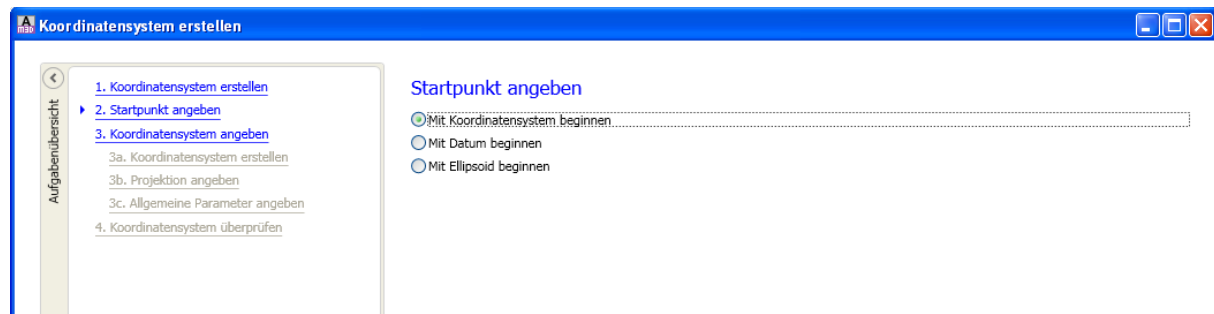 Koordinatensystem erstellen
Aufgabenübersicht
1. Koordinatensystem erstellen
2. Startpunkt angeben
3. Koordinatensystem angeben
3a. Koordinatensystem erstellen
3b. Projektion angeben
3c. Allgemeine Parameter angeben
4. Koordinatensystem überprüfen
Startpunkt angeben
Mit Koordinatensystem beginnen
Mit Datum beginnen
Mit Ellipsoid beginnen